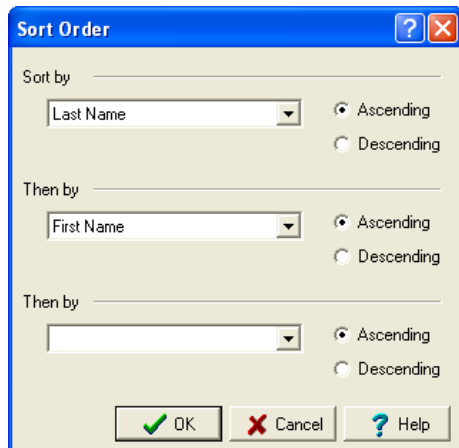 Sort Order
Sort by
Last Name
Ascending
Descending
Then by
First Name
Ascending
Descending
Then by
Ascending
Descending
OK Cancel Help